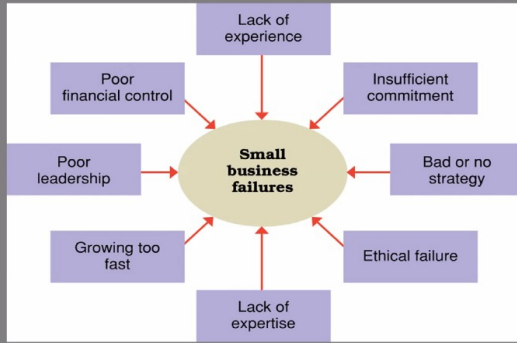 Lack of
experience
Poor
financial control
Insufficient
commitment
Poor
leadership
Small
business
failures
Bad or no
strategy
Growing too
fast
Ethical failure
Lack of
expertise